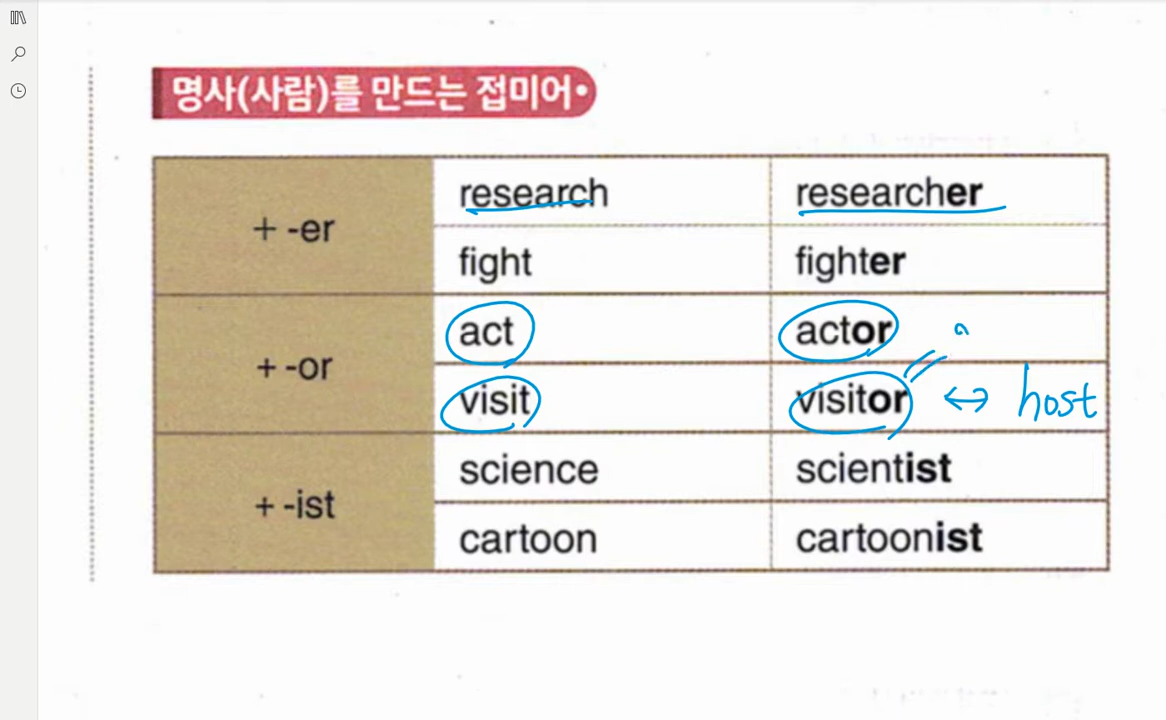 명사(사람)를 만드는 접미어
+ -er
research researcher
fight fighter
+ -or
act actor
visit visitor ↔ host
+ -ist
science scientist
cartoon cartoonist